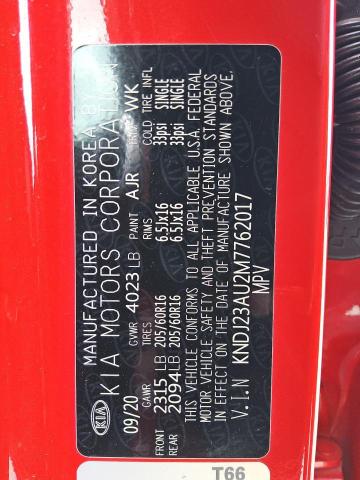 MANUFACTURED IN KOREA B
KIA MOTORS CORPORATION
KIA
09/20 GVWR 4023 LB PAINT AJR WK
GAWR TIRES RIMS COLD TIRE INFL
FRONT 2315 LB 205/60R16 6.5JX16 33psi SINGLE
REAR 2094 LB 205/60R16 6.5JX16 33psi SINGLE
THIS VEHICLE CONFORMS TO ALL APPLICABLE U.S.A. FEDERAL
MOTOR VEHICLE SAFETY AND THEFT PREVENTION STANDARDS
IN EFFECT ON THE DATE OF MANUFACTURE SHOWN ABOVE.
V.I.N KNDJ23AU2M7762017
MPV
T66